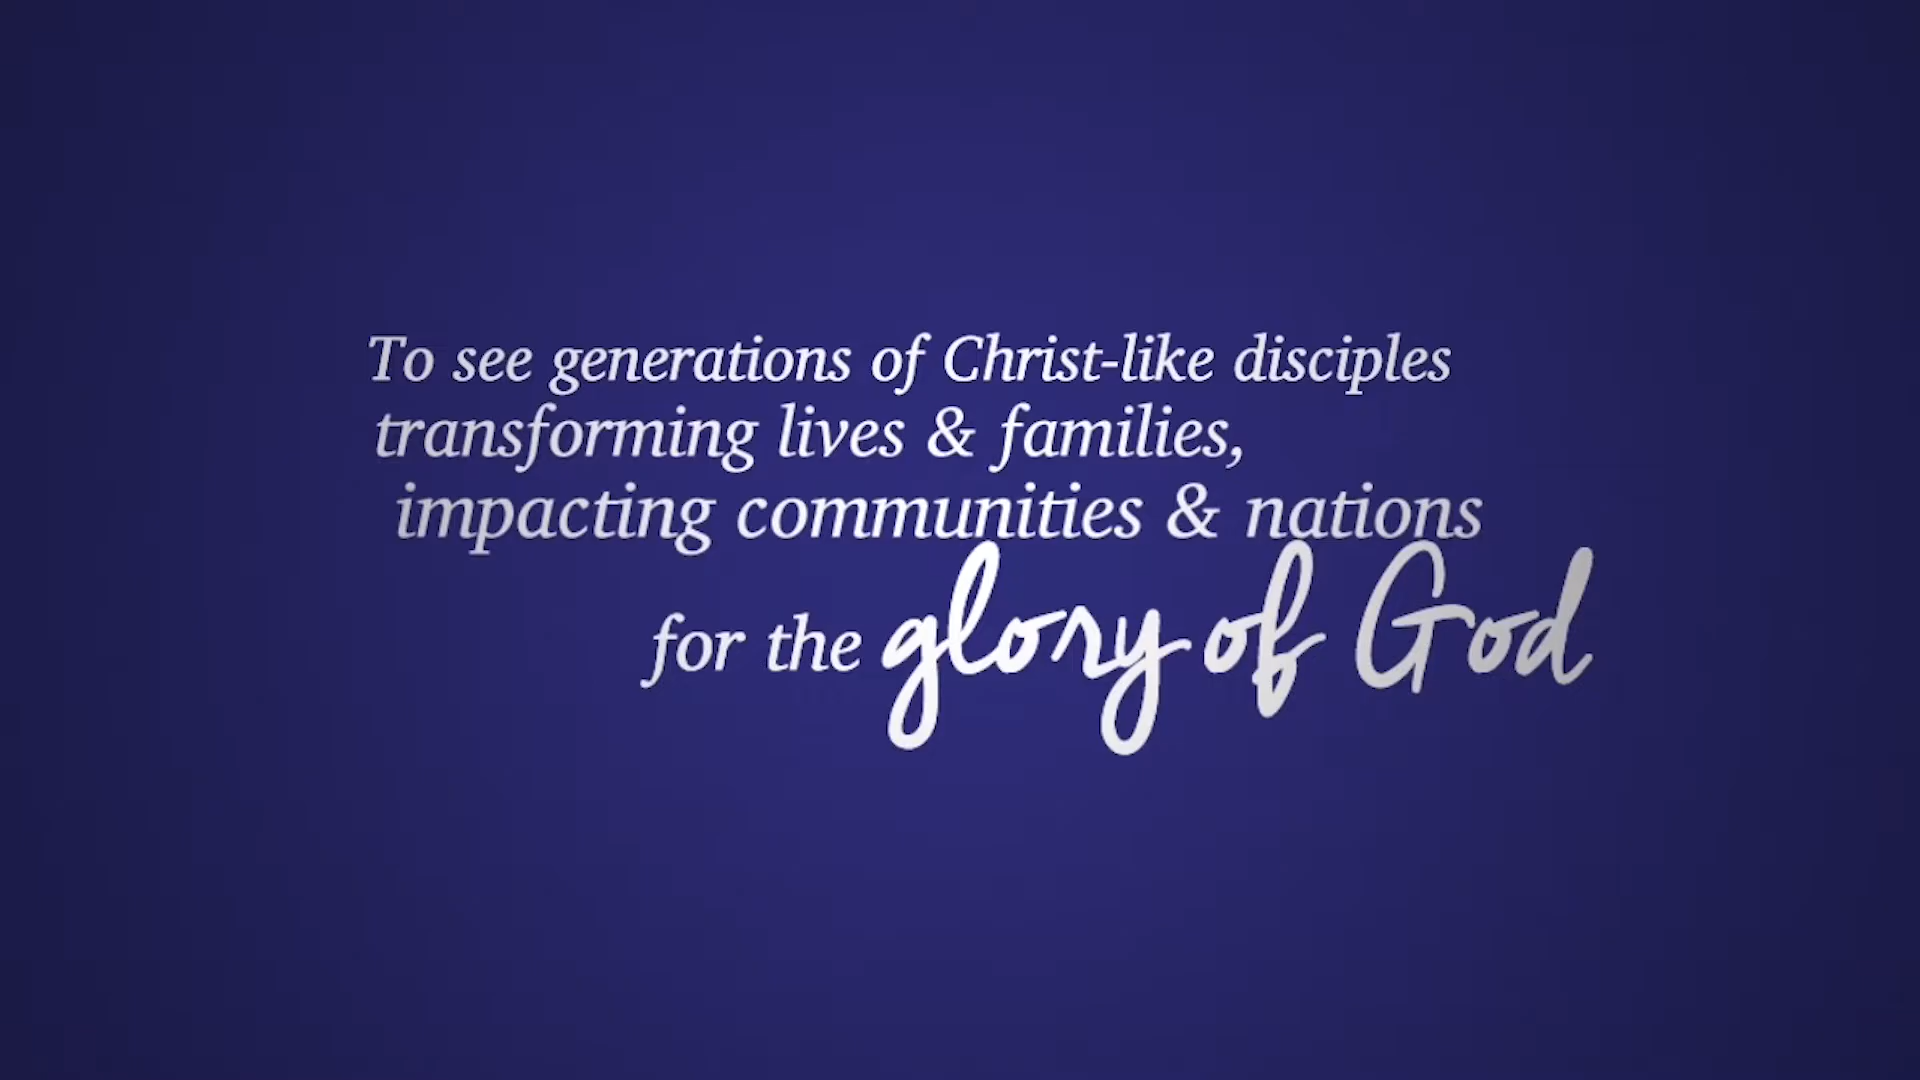 To see generations of Christ-like disciples
transforming lives & families,
impacting communities & nations
for the glory of God